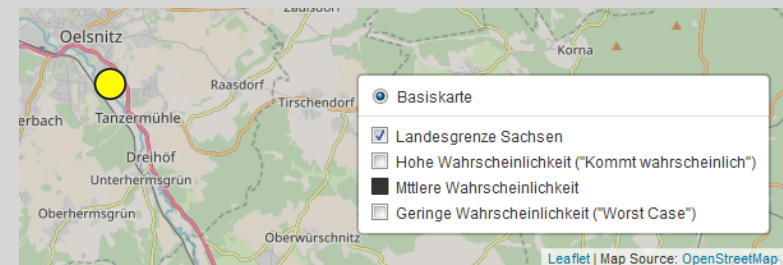 Oelsnitz
Korna
Raasdorf
Tirschendorf
erbach
Tanzermühle
Dreihöf
Unterhermsgrün
Oberhermsgrün
Oberwürschnitz
Basiskarte
Landesgrenze Sachsen
Hohe Wahrscheinlichkeit ("Kommt wahrscheinlich")
Mttlere Wahrscheinlichkeit
Geringe Wahrscheinlichkeit ("Worst Case")
Leaflet | Map Source: OpenStreetMap